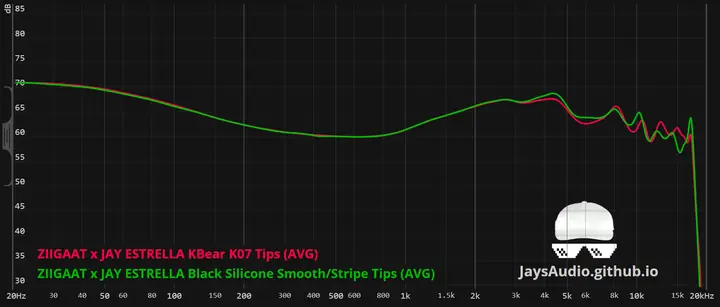 dB
85
80
75
70
65
60
55
50
45
40
35
30
ZIIGAAT x JAY ESTRELLA KBear K07 Tips (AVG)
ZIIGAAT x JAY ESTRELLA Black Silicone Smooth/Stripe Tips (AVG)
JaysAudio.github.io
20Hz 30 40 50 60 80 100 150 200 300 400 500 600 800 1k 1.5k 2k 3k 4k 5k 6k 8k 10k 15k 20kHz